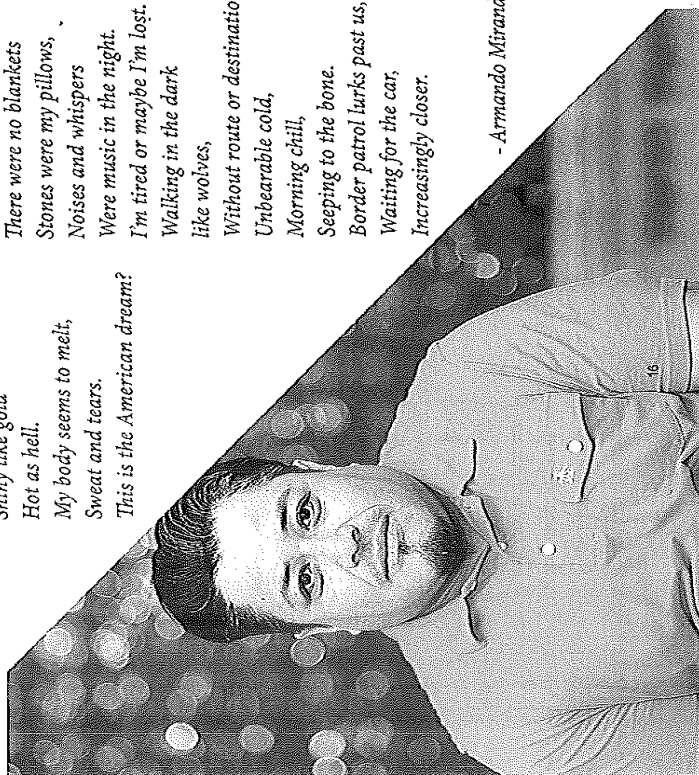 Shiny like gold
Hot as hell.
My body seems to melt,
Sweat and tears.
This is the American dream?
There were no blankets
Stones were my pillows,
Noises and whispers
Were music in the night.
I'm tired or maybe I'm lost.
Walking in the dark
like wolves,
Without route or destinatio
Unbearable cold,
Morning chill,
Seeping to the bone.
Border patrol lurks past us,
Waiting for the car,
Increasingly closer.
- Armando Mirand
16